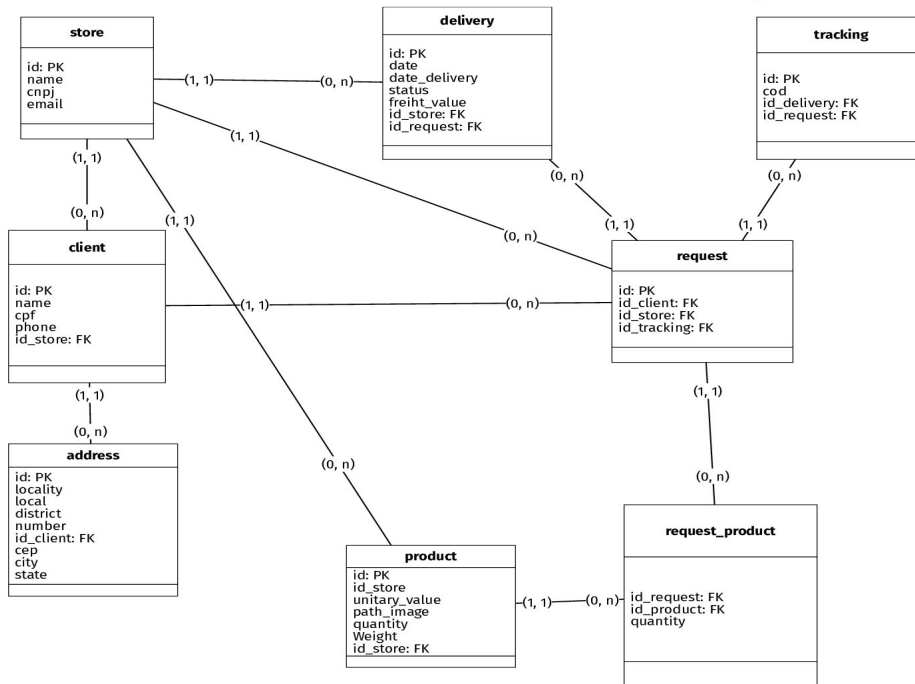 store
id: PK
name
cnpj
email
delivery
id: PK
date
date_delivery
status
freiht_value
id_store: FK
id_request: FK
tracking
id: PK
cod
id_delivery: FK
id_request: FK
(1, 1)
(0, n)
(1, 1)
(0, n)
(1, 1)
(0, n)
(1, 1)
(0, n)
(0, n)
(1, 1)
(0, n)
(1, 1)
client
id: PK
name
cpf
phone
id_store: FK
(1, 1)
(0, n)
request
id: PK
id_client: FK
id_store: FK
id_tracking: FK
(1, 1)
(0, n)
(1, 1)
(0, n)
address
id: PK
locality
local
district
number
id_client: FK
cep
city
state
product
id: PK
id_store
unitary_value
path_image
quantity
Weight
id_store: FK
(1, 1)
(0, n)
request_product
id_request: FK
id_product: FK
quantity